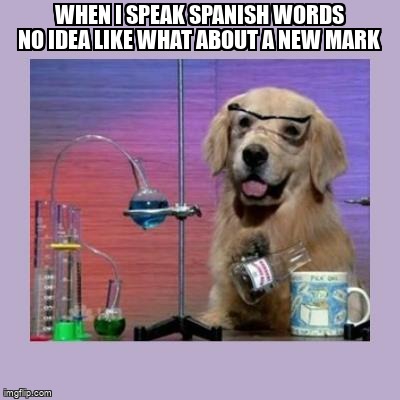 WHEN I SPEAK SPANISH WORDS
NO IDEA LIKE WHAT ABOUT A NEW MARK
imgflip.com